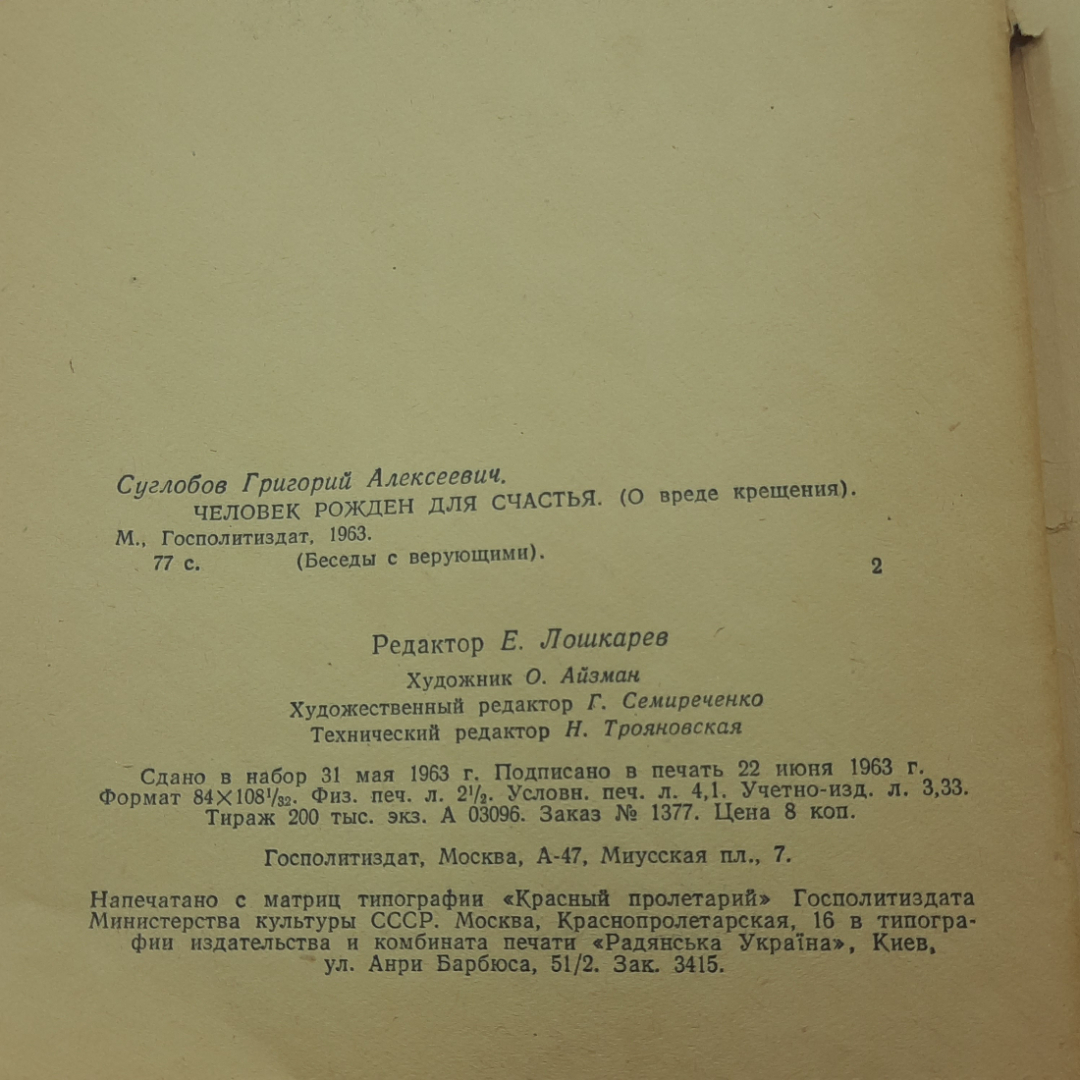 Суглобов Григорий Алексеевич.
ЧЕЛОВЕК РОЖДЕН ДЛЯ СЧАСТЬЯ. (О вреде крещения).
М., Госполитиздат, 1963.
77 с. (Беседы с верующими).
2
Редактор Е. Лошкарев
Художник О. Айзман
Художественный редактор Г. Семиреченко
Технический редактор Н. Трояновская
Сдано в набор 31 мая 1963 г. Подписано в печать 22 июня 1963 г.
Формат 84×108¹/₃₂. Физ. печ. л. 2¹/₂. Условн. печ. л. 4,1. Учетно-изд. л. 3,33.
Тираж 200 тыс. экз. А 03096. Заказ № 1377. Цена 8 коп.
Госполитиздат, Москва, А-47, Миусская пл., 7.
Напечатано с матриц типографии «Красный пролетарий» Госполитиздата
Министерства культуры СССР. Москва, Краснопролетарская, 16 в типогра-
фии издательства и комбината печати «Радянська Україна», Киев,
ул. Анри Барбюса, 51/2. Зак. 3415.